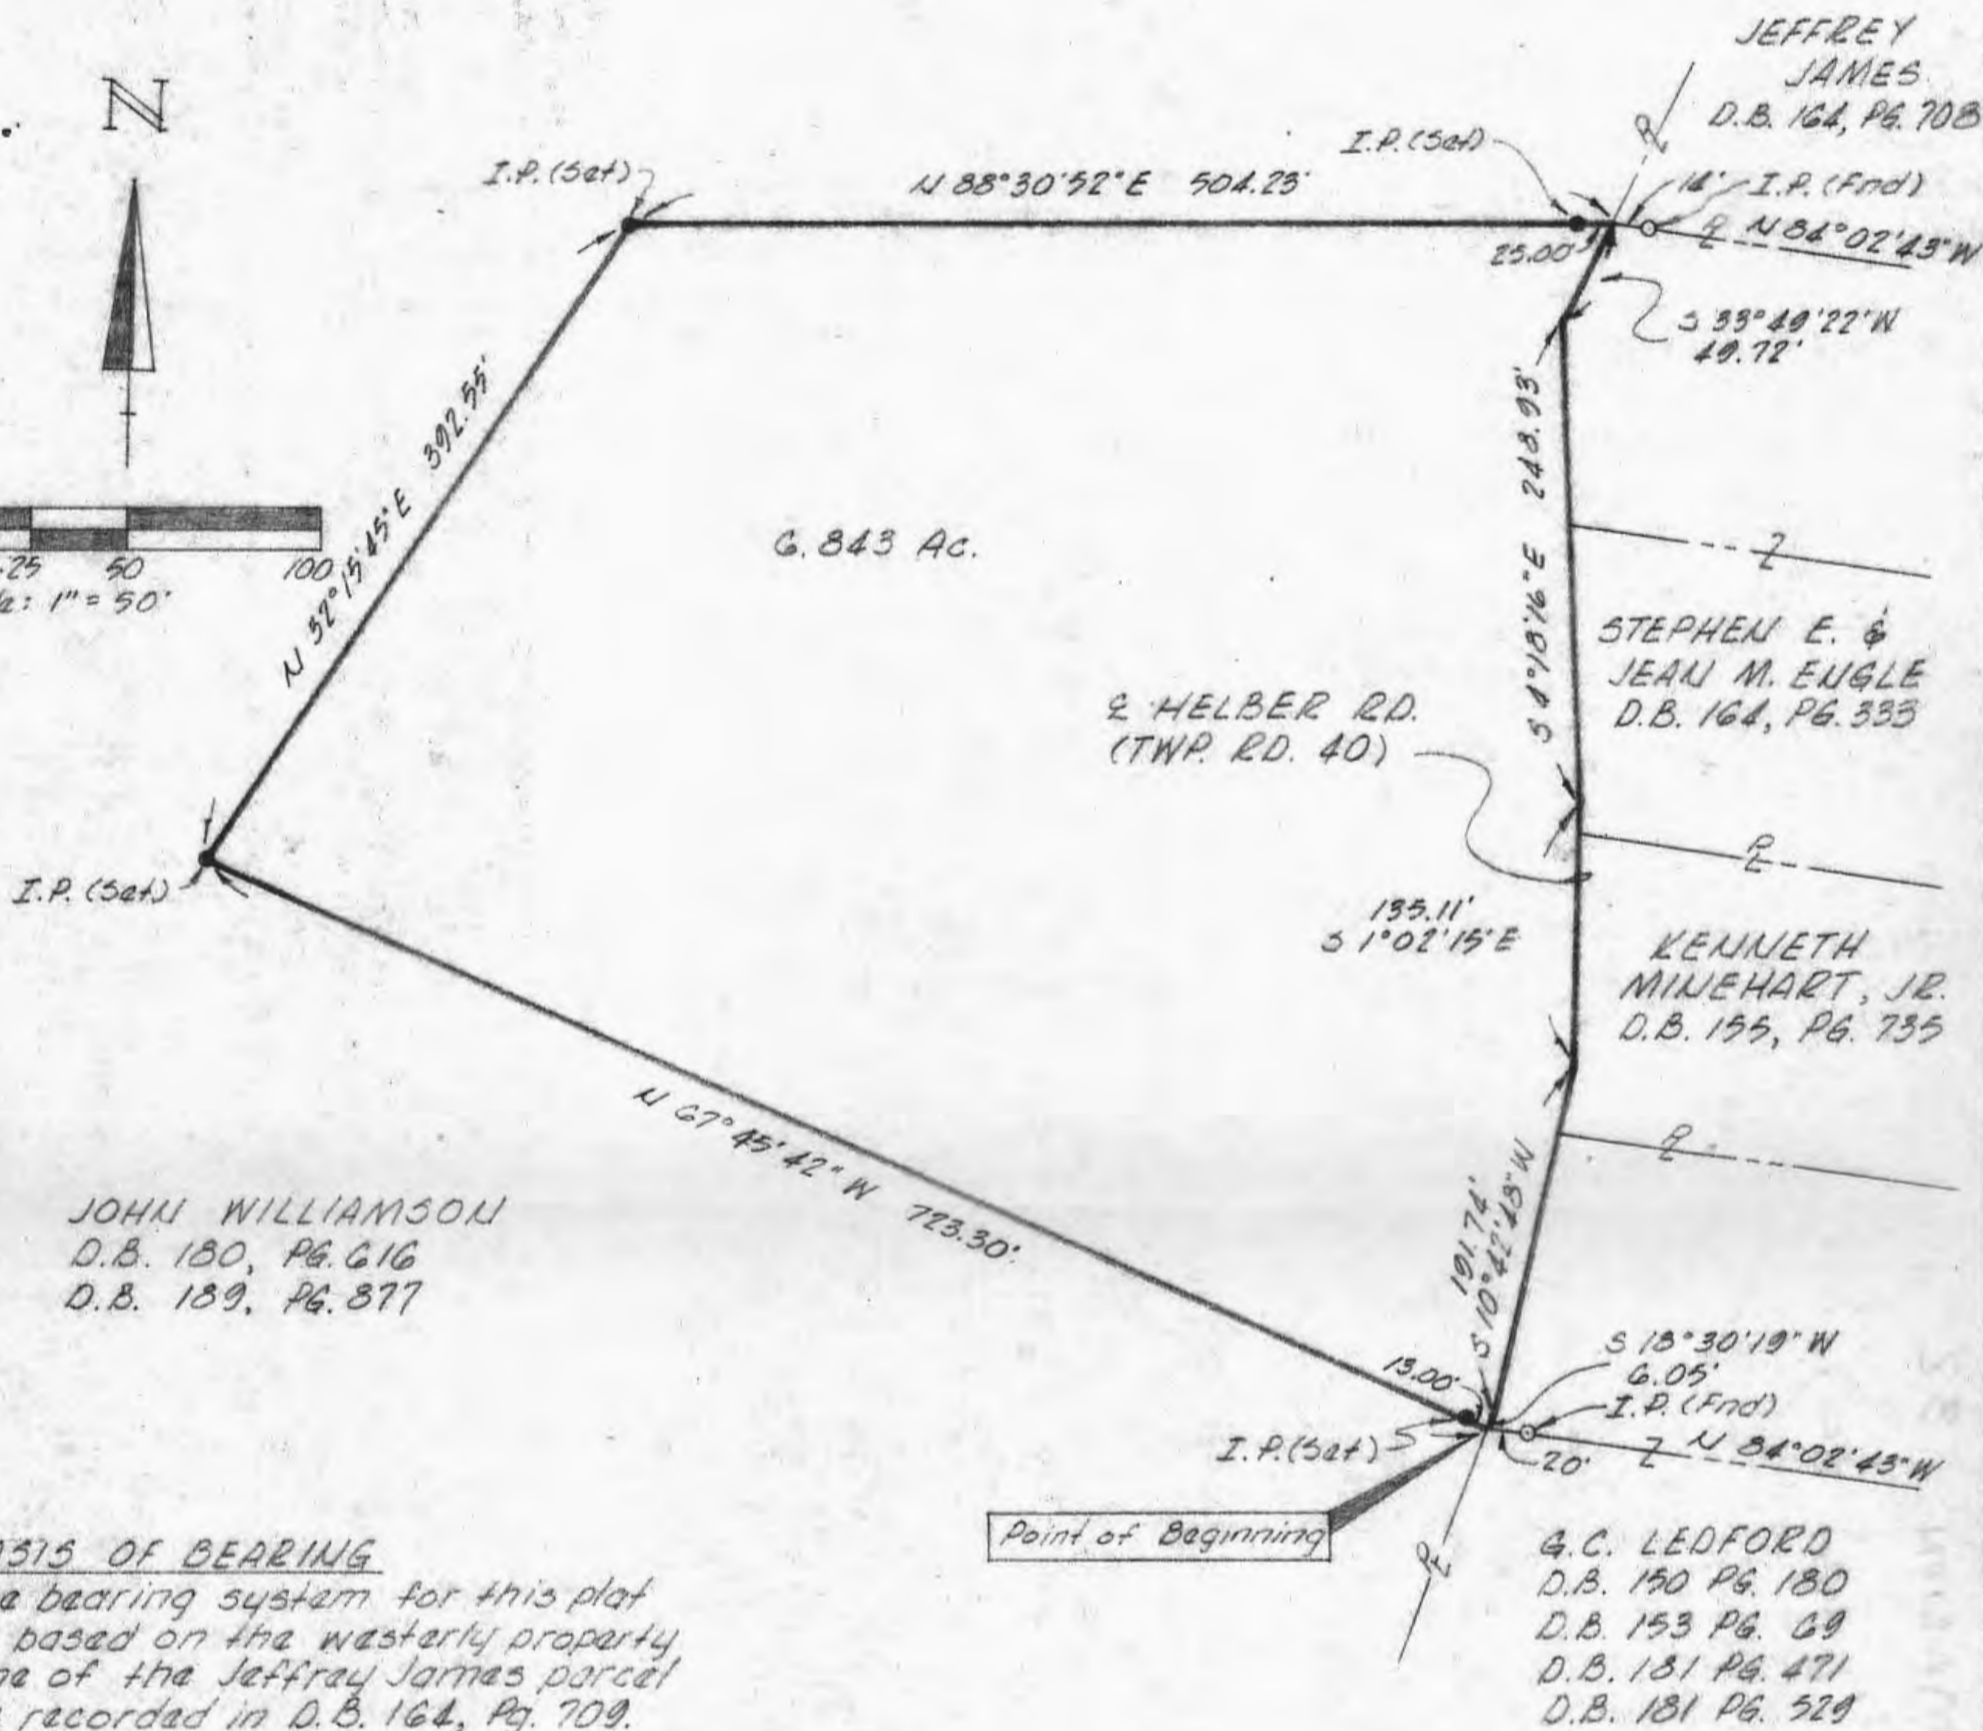 N
JEFFREY
JAMES
D.B. 164, PG. 708
I.P. (Set)
N 88°30'52" E 504.23'
I.P. (Set)
14'
I.P. (Fnd)
N 84°02'43" W
25.00'
S 33°49'22" W
49.72'
N 32°15'45" E 392.55'
S 4°18'16" E 248.93'
25 50 100
1" = 50'
6.843 Ac.
STEPHEN E. &
JEAN M. ENGLE
D.B. 164, PG. 333
℄ HELBER RD.
(TWP. RD. 40)
I.P. (Set)
135.11'
S 1°02'15" E
KENNETH
MINEHART, JR.
D.B. 155, PG. 735
N 67°45'42" W 723.30'
191.74'
S 10°42'48" W
JOHN WILLIAMSON
D.B. 180, PG. 616
D.B. 189, PG. 877
13.00'
S 18°30'19" W
6.05'
I.P. (Fnd)
I.P. (Set)
20'
N 84°02'43" W
Point of Beginning
G.C. LEDFORD
D.B. 150 PG. 180
D.B. 153 PG. 69
D.B. 181 PG. 471
D.B. 181 PG. 529
OF BEARING
bearing system for this plat
based on the westerly property
of the Jeffrey James parcel
recorded in D.B. 164, Pg. 709.